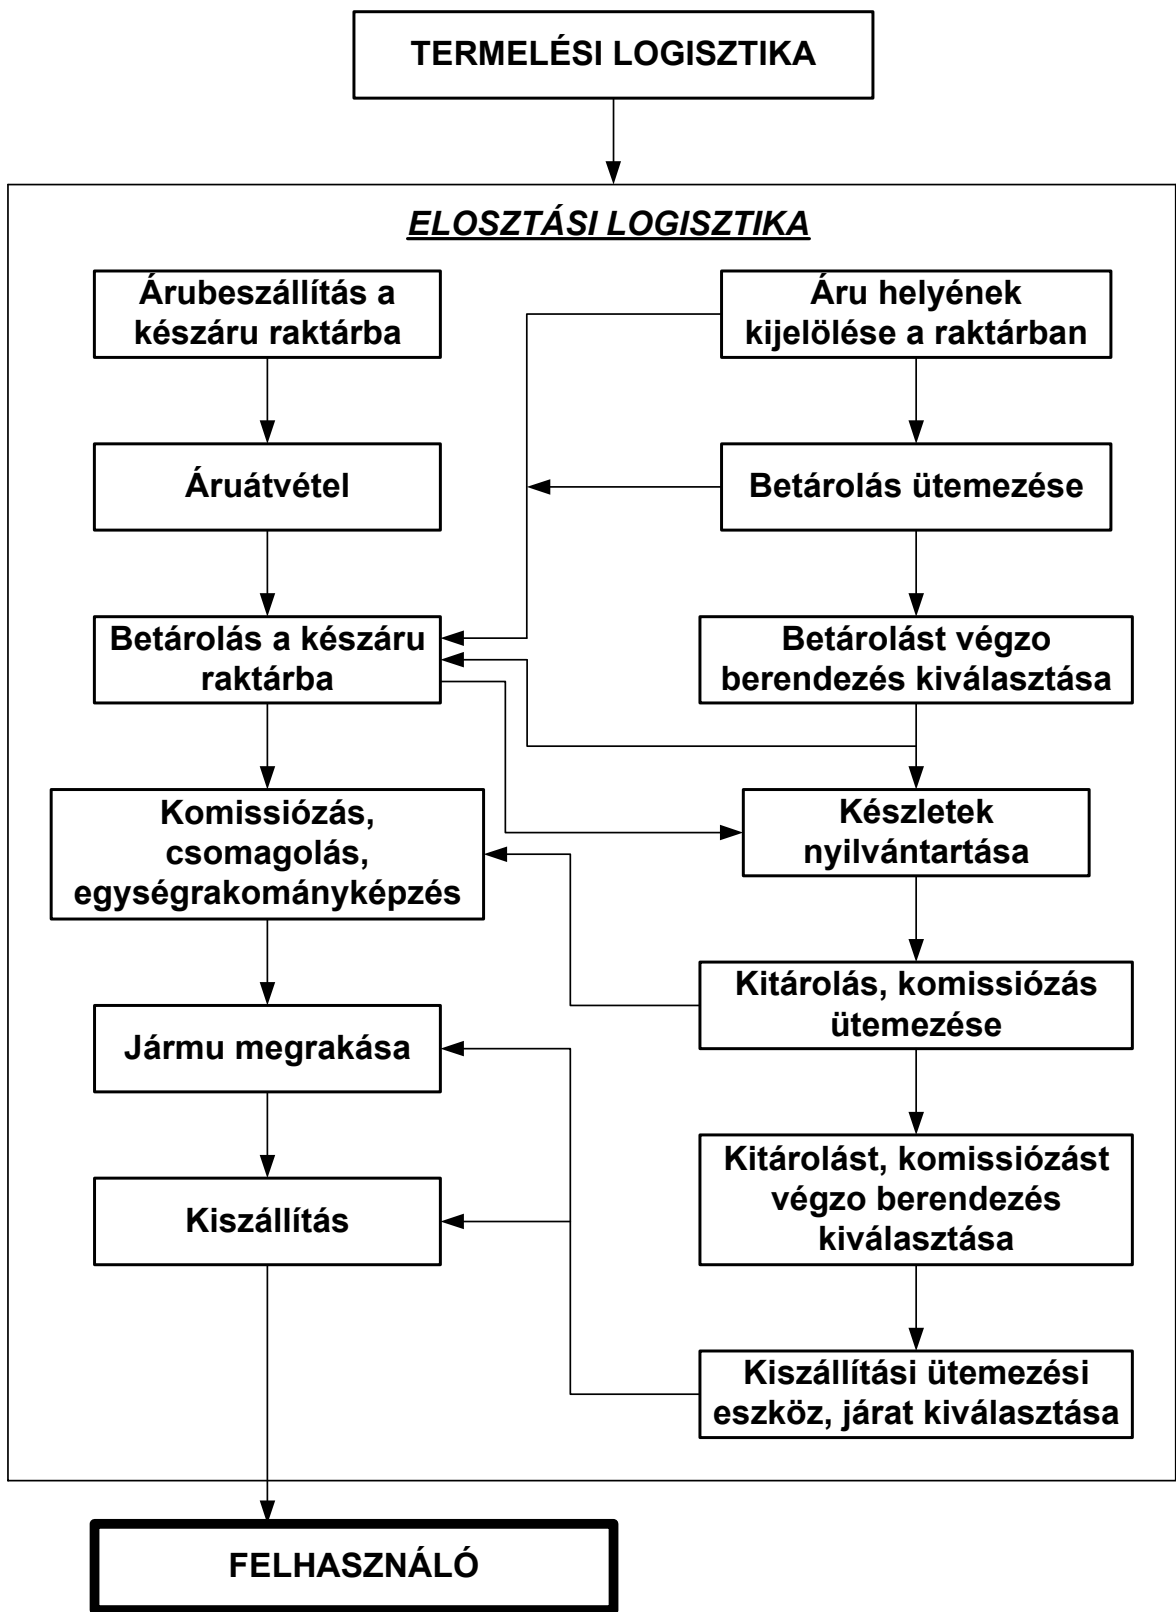 TERMELÉSI LOGISZTIKA
ELOSZTÁSI LOGISZTIKA
Árubeszállítás a
készáru raktárba
Áru helyének
kijelölése a raktárban
Áruátvétel
Betárolás ütemezése
Betárolás a készáru
raktárba
Betárolást végzo
berendezés kiválasztása
Komissiózás,
csomagolás,
egységrakományképzés
Készletek
nyilvántartása
Kitárolás, komissiózás
ütemezése
Jármu megrakása
Kitárolást, komissiózást
végzo berendezés
kiválasztása
Kiszállítás
Kiszállítási ütemezési
eszköz, járat kiválasztása
FELHASZNÁLÓ